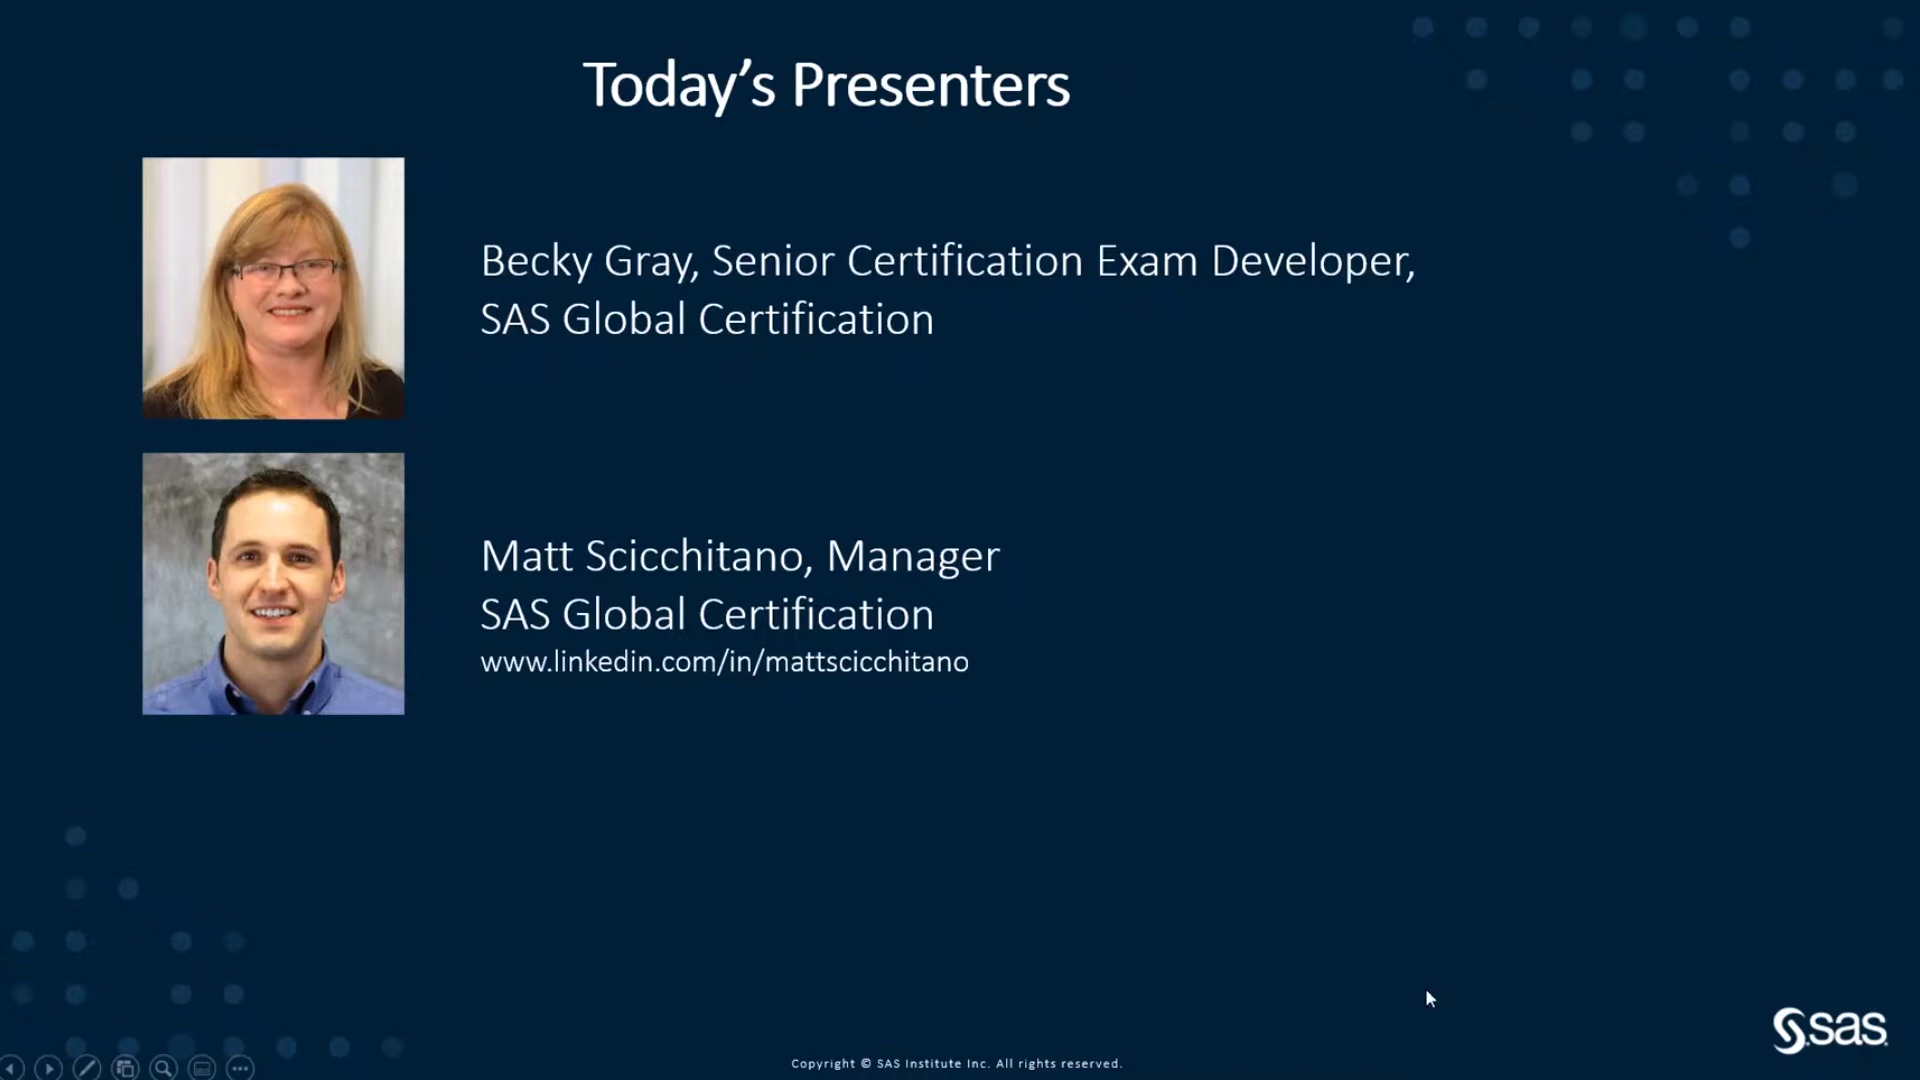 Today’s Presenters
Becky Gray, Senior Certification Exam Developer,
SAS Global Certification
Matt Scicchitano, Manager
SAS Global Certification
www.linkedin.com/in/mattscicchitano
Copyright © SAS Institute Inc. All rights reserved.
sas